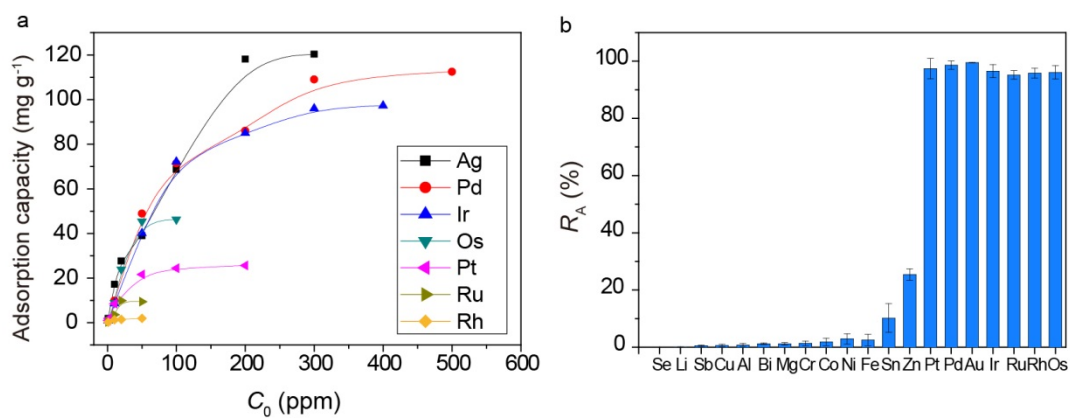 a
Adsorption capacity (mg g⁻¹)
120
100
80
60
40
20
0
Ag
Pd
Ir
Os
Pt
Ru
Rh
0 100 200 300 400 500 600
C₀ (ppm)
b
R_A (%)
100
80
60
40
20
0
Se Li Sb Cu Al Bi Mg Cr Co Ni Fe Sn Zn Pt Pd Au Ir Ru Rh Os